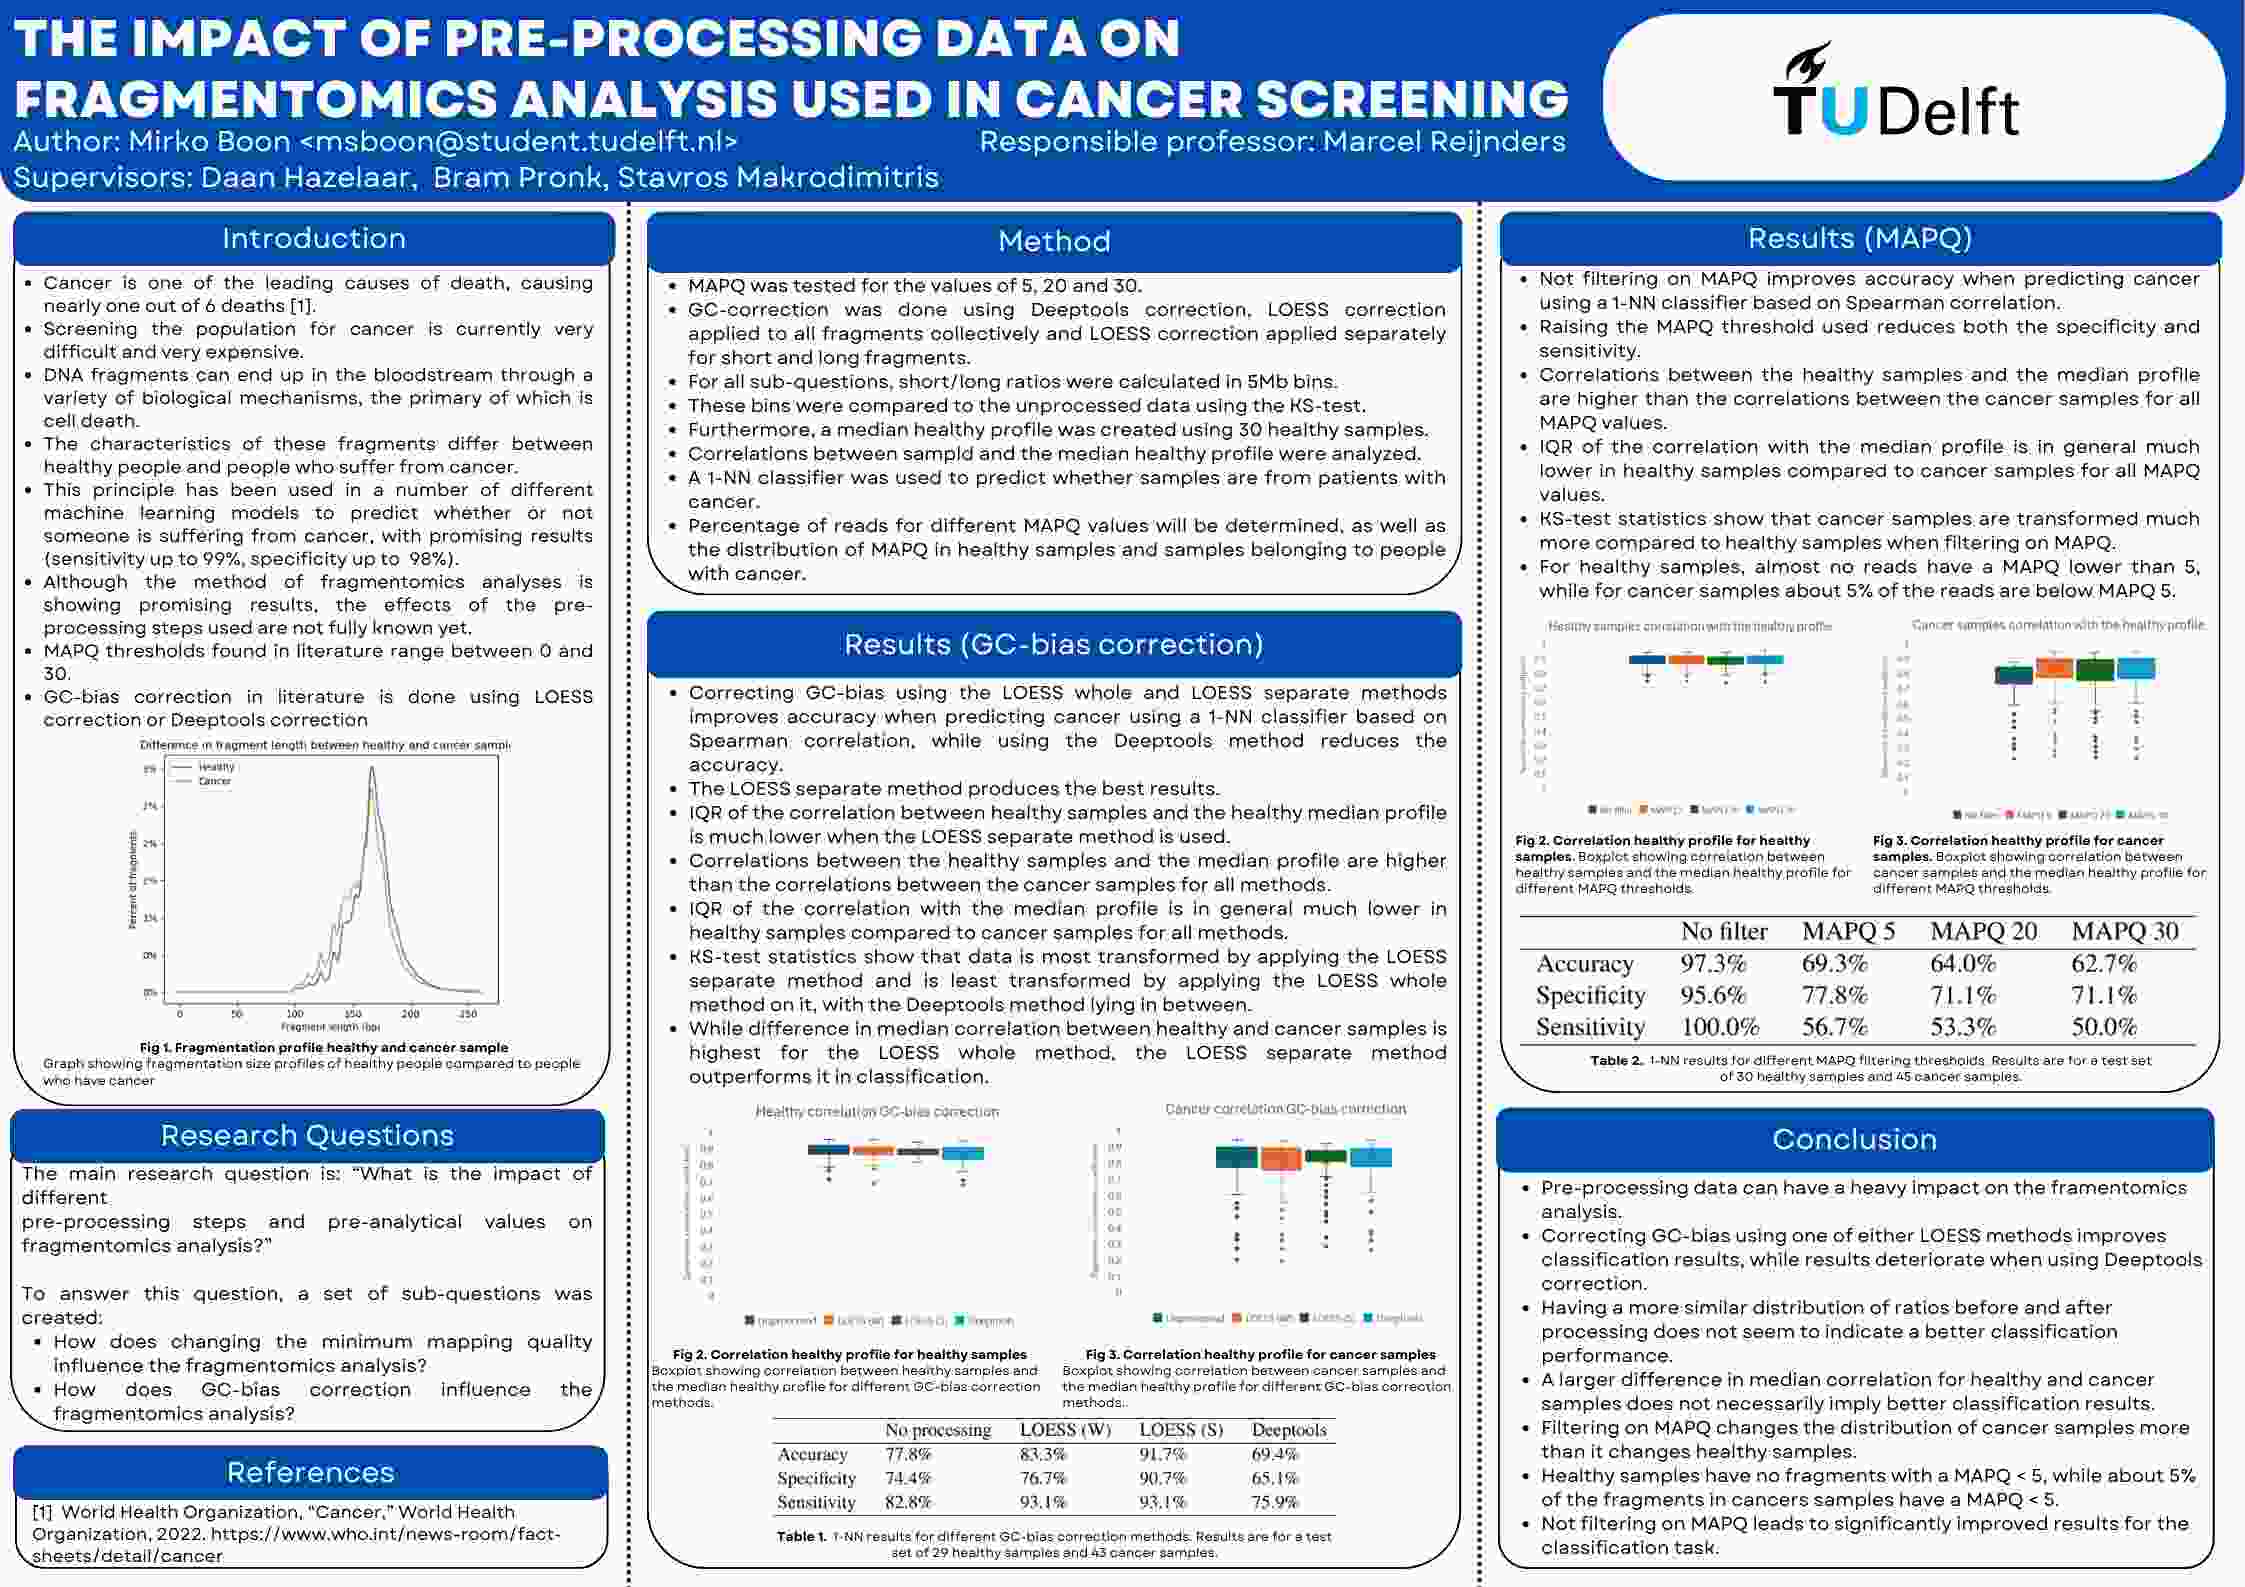 THE IMPACT OF PRE-PROCESSING DATA ON
FRAGMENTOMICS ANALYSIS USED IN CANCER SCREENING
Author: Mirko Boon <msboon@student.tudelft.nl>
Responsible professor: Marcel Reijnders
Supervisors: Daan Hazelaar, Bram Pronk, Stavros Makrodimitris
TU Delft
Introduction
• Cancer is one of the leading causes of death, causing
nearly one out of 6 deaths [1].
• Screening the population for cancer is currently very
difficult and very expensive.
• DNA fragments can end up in the bloodstream through a
variety of biological mechanisms, the primary of which is
cell death.
• The characteristics of these fragments differ between
healthy people and people who suffer from cancer.
• This principle has been used in a number of different
machine learning models to predict whether or not
someone is suffering from cancer, with promising results
(sensitivity up to 99%, specificity up to 98%).
• Although the method of fragmentomics analyses is
showing promising results, the effects of the pre-
processing steps used are not fully known yet.
• MAPQ thresholds found in literature range between 0 and
30.
• GC-bias correction in literature is done using LOESS
correction or Deeptools correction
Difference in fragment length between healthy and cancer sampl
Healthy
Cancer
Percent of fragments
3%
2%
2%
2%
1%
0%
0%
0 50 100 150 200 250
Fragment length (bp)
Fig 1. Fragmentation profile healthy and cancer sample
Graph showing fragmentation size profiles of healthy people compared to people
who have cancer
Research Questions
The main research question is: “What is the impact of
different
pre-processing steps and pre-analytical values on
fragmentomics analysis?”
To answer this question, a set of sub-questions was
created:
• How does changing the minimum mapping quality
influence the fragmentomics analysis?
• How does GC-bias correction influence the
fragmentomics analysis?
References
[1] World Health Organization, “Cancer,” World Health
Organization, 2022. https://www.who.int/news-room/fact-
sheets/detail/cancer
Method
• MAPQ was tested for the values of 5, 20 and 30.
• GC-correction was done using Deeptools correction, LOESS correction
applied to all fragments collectively and LOESS correction applied separately
for short and long fragments.
• For all sub-questions, short/long ratios were calculated in 5Mb bins.
• These bins were compared to the unprocessed data using the KS-test.
• Furthermore, a median healthy profile was created using 30 healthy samples.
• Correlations between sampld and the median healthy profile were analyzed.
• A 1-NN classifier was used to predict whether samples are from patients with
cancer.
• Percentage of reads for different MAPQ values will be determined, as well as
the distribution of MAPQ in healthy samples and samples belonging to people
with cancer.
Results (GC-bias correction)
• Correcting GC-bias using the LOESS whole and LOESS separate methods
improves accuracy when predicting cancer using a 1-NN classifier based on
Spearman correlation, while using the Deeptools method reduces the
accuracy.
• The LOESS separate method produces the best results.
• IQR of the correlation between healthy samples and the healthy median profile
is much lower when the LOESS separate method is used.
• Correlations between the healthy samples and the median profile are higher
than the correlations between the cancer samples for all methods.
• IQR of the correlation with the median profile is in general much lower in
healthy samples compared to cancer samples for all methods.
• KS-test statistics show that data is most transformed by applying the LOESS
separate method and is least transformed by applying the LOESS whole
method on it, with the Deeptools method lying in between.
• While difference in median correlation between healthy and cancer samples is
highest for the LOESS whole method, the LOESS separate method
outperforms it in classification.
Healthy correlation GC-bias correction
Unprocessed LOESS (W) LOESS (S) Deeptools
Cancer correlation GC-bias correction
Unprocessed LOESS (W) LOESS (S) Deeptools
Fig 2. Correlation healthy profile for healthy samples
Boxplot showing correlation between healthy samples and
the median healthy profile for different GC-bias correction
methods.
Fig 3. Correlation healthy profile for cancer samples
Boxplot showing correlation between cancer samples and
the median healthy profile for different GC-bias correction
methods..
No processing LOESS (W) LOESS (S) Deeptools
Accuracy 77.8% 83.3% 91.7% 69.4%
Specificity 74.4% 76.7% 90.7% 65.1%
Sensitivity 82.8% 93.1% 93.1% 75.9%
Table 1. 1-NN results for different GC-bias correction methods. Results are for a test
set of 29 healthy samples and 43 cancer samples.
Results (MAPQ)
• Not filtering on MAPQ improves accuracy when predicting cancer
using a 1-NN classifier based on Spearman correlation.
• Raising the MAPQ threshold used reduces both the specificity and
sensitivity.
• Correlations between the healthy samples and the median profile
are higher than the correlations between the cancer samples for all
MAPQ values.
• IQR of the correlation with the median profile is in general much
lower in healthy samples compared to cancer samples for all MAPQ
values.
• KS-test statistics show that cancer samples are transformed much
more compared to healthy samples when filtering on MAPQ.
• For healthy samples, almost no reads have a MAPQ lower than 5,
while for cancer samples about 5% of the reads are below MAPQ 5.
Healthy samples correlation with the healthy profile
No filter MAPQ 5 MAPQ 20 MAPQ 30
Cancer samples correlation with the healthy profile
No filter MAPQ 5 MAPQ 20 MAPQ 30
Fig 2. Correlation healthy profile for healthy
samples. Boxplot showing correlation between
healthy samples and the median healthy profile for
different MAPQ thresholds.
Fig 3. Correlation healthy profile for cancer
samples. Boxplot showing correlation between
cancer samples and the median healthy profile for
different MAPQ thresholds.
No filter MAPQ 5 MAPQ 20 MAPQ 30
Accuracy 97.3% 69.3% 64.0% 62.7%
Specificity 95.6% 77.8% 71.1% 71.1%
Sensitivity 100.0% 56.7% 53.3% 50.0%
Table 2. 1-NN results for different MAPQ filtering thresholds. Results are for a test set
of 30 healthy samples and 45 cancer samples.
Conclusion
• Pre-processing data can have a heavy impact on the framentomics
analysis.
• Correcting GC-bias using one of either LOESS methods improves
classification results, while results deteriorate when using Deeptools
correction.
• Having a more similar distribution of ratios before and after
processing does not seem to indicate a better classification
performance.
• A larger difference in median correlation for healthy and cancer
samples does not necessarily imply better classification results.
• Filtering on MAPQ changes the distribution of cancer samples more
than it changes healthy samples.
• Healthy samples have no fragments with a MAPQ < 5, while about 5%
of the fragments in cancers samples have a MAPQ < 5.
• Not filtering on MAPQ leads to significantly improved results for the
classification task.